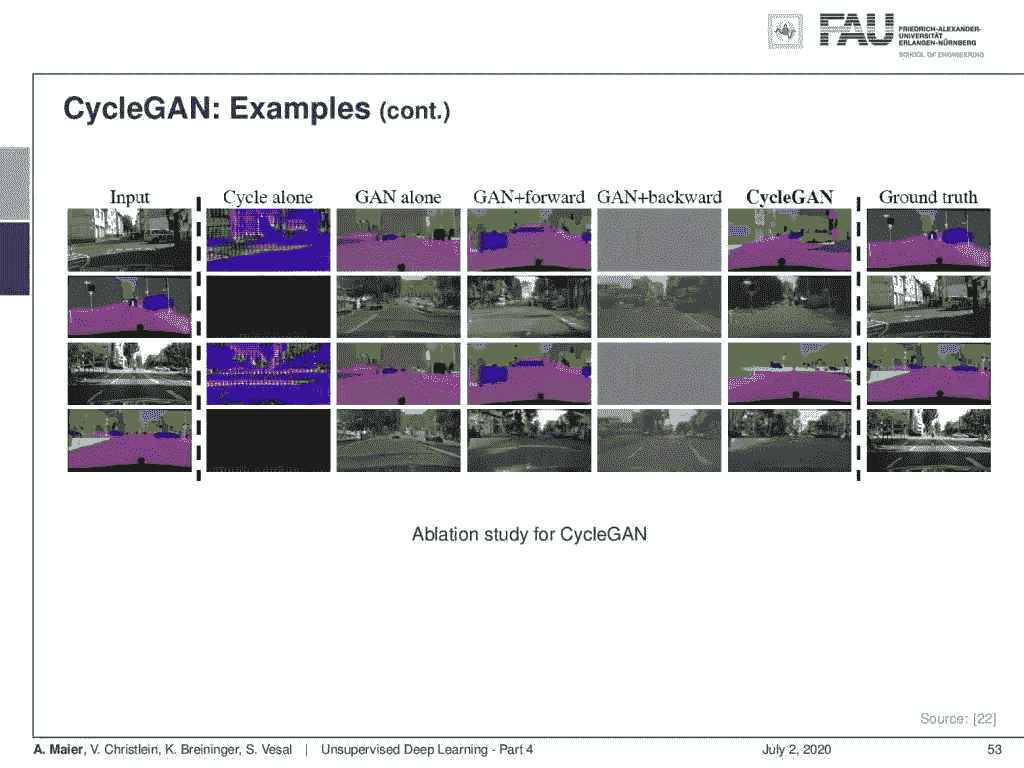 FAU
FRIEDRICH-ALEXANDER-
UNIVERSITÄT
ERLANGEN-NÜRNBERG
SCHOOL OF ENGINEERING
CycleGAN: Examples (cont.)
Input Cycle alone GAN alone GAN+forward GAN+backward CycleGAN Ground truth
Ablation study for CycleGAN
Source: [22]
A. Maier, V. Christlein, K. Breininger, S. Vesal | Unsupervised Deep Learning - Part 4 July 2, 2020 53